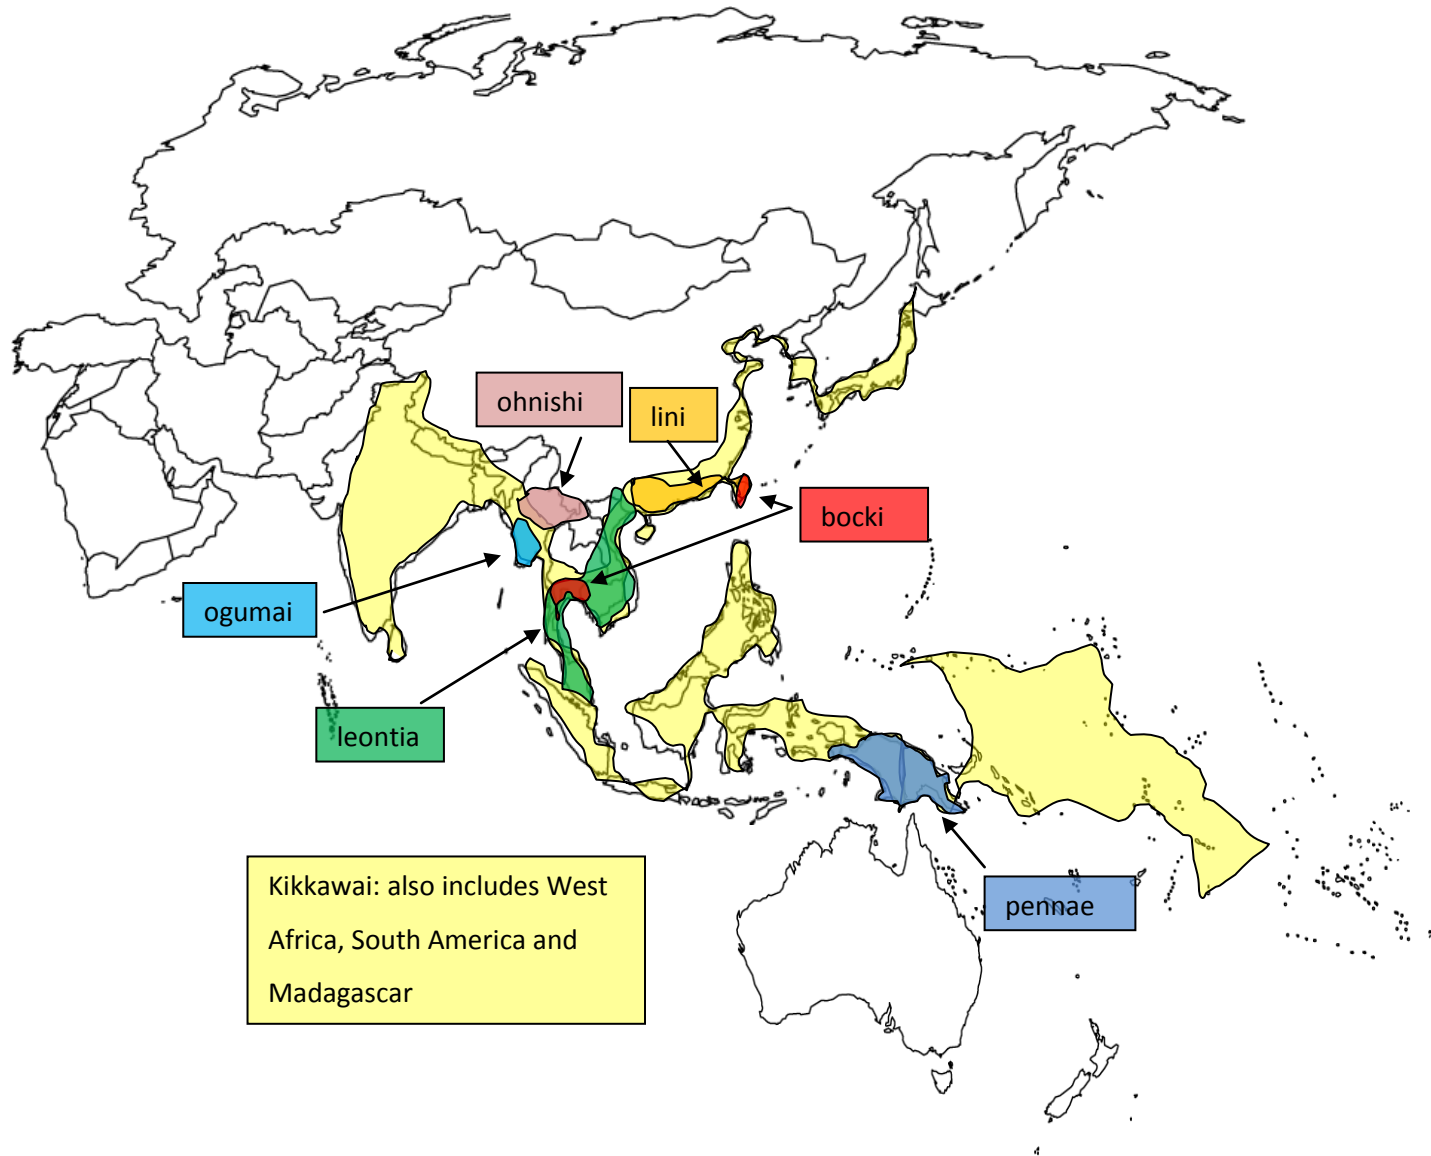 ohnishi
lini
bocki
ogumai
leontia
Kikkawai: also includes West
Africa, South America and
Madagascar
pennae